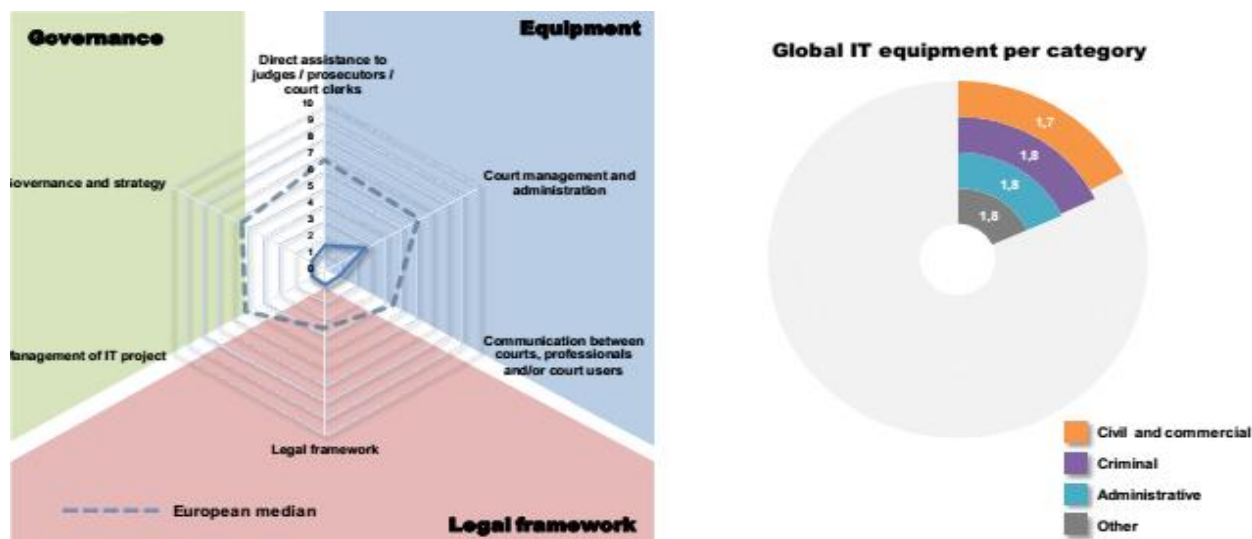 Governance
Equipment
Direct assistance to
judges / prosecutors /
court clerks
10
9
8
7
6
5
4
3
2
1
0
Governance and strategy
Court management and
administration
Management of IT project
Communication between
courts, professionals
and/or court users
Legal framework
European median
Legal framework
Global IT equipment per category
1,7
1,8
1,8
1,8
Civil and commercial
Criminal
Administrative
Other